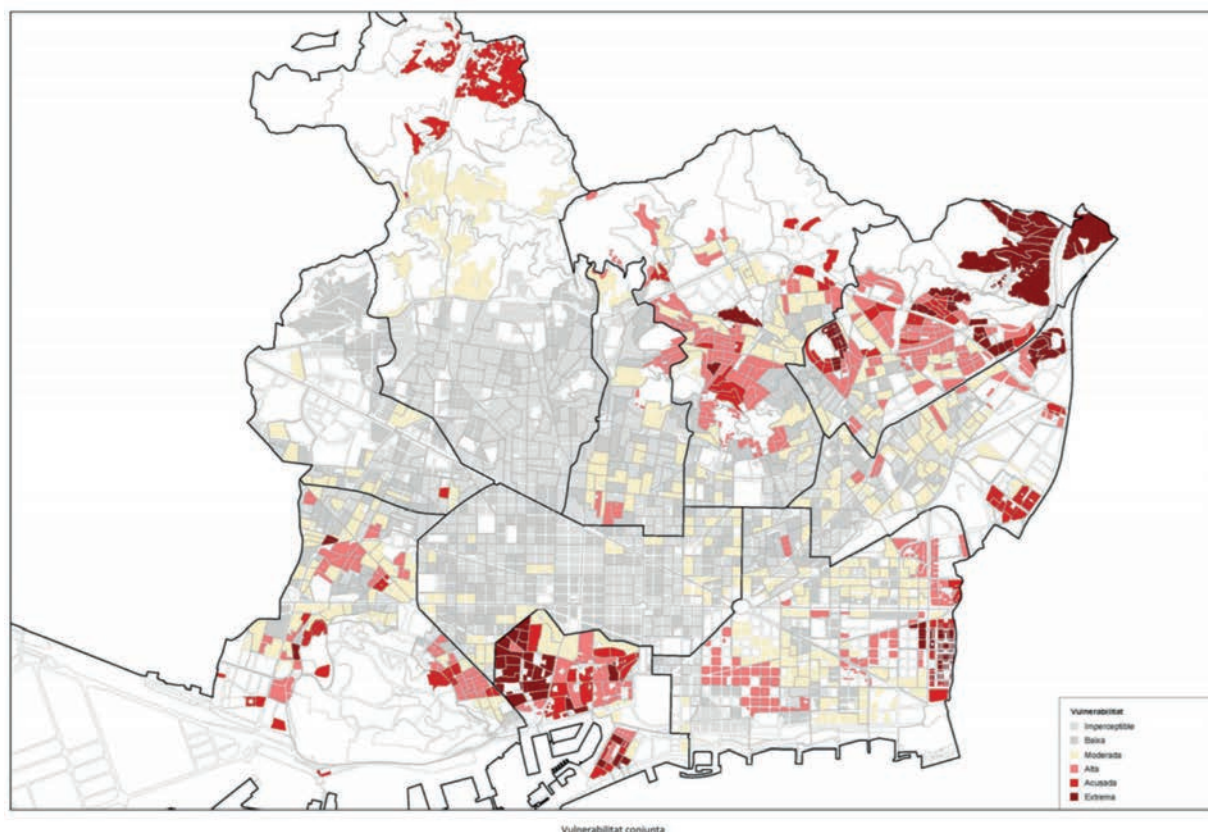 Vulnerabilitat
Imperceptible
Baixa
Moderada
Alta
Acusada
Extrema
Vulnerabilitat conjunta